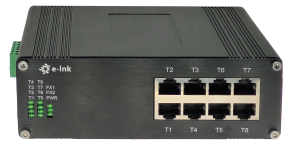 e-link
T2 T3 T6 T7
T4 T8
T3 T7 FX1
T2 T6 FX2
T1 T5 PWR
T1 T4 T5 T8